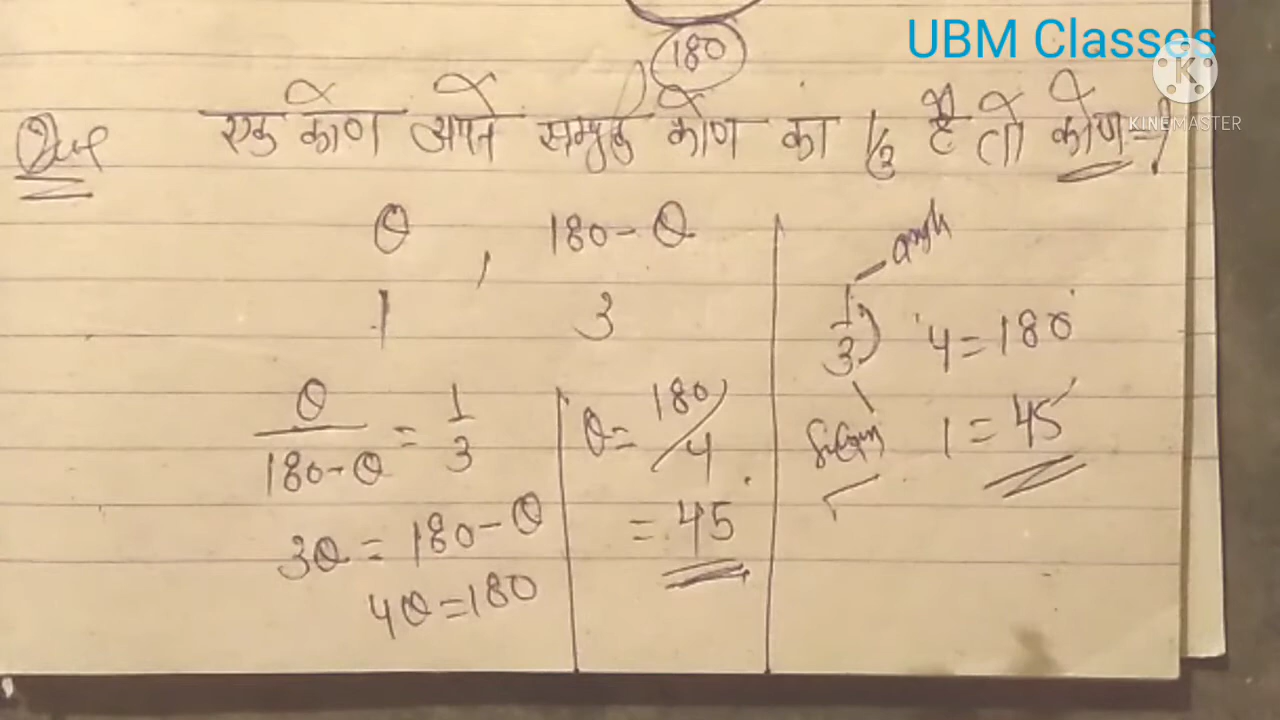 UBM Classes
K
KINEMASTER
180
Que एक कोण अपने सम्पूरक कोण का 1/3 है तो कोण = ?
θ , 180-θ
1 3
θ/180-θ = 1/3
3θ = 180-θ
4θ = 180
θ = 180/4
= 45°
1/3
angle
4 = 180°
1 = 45°